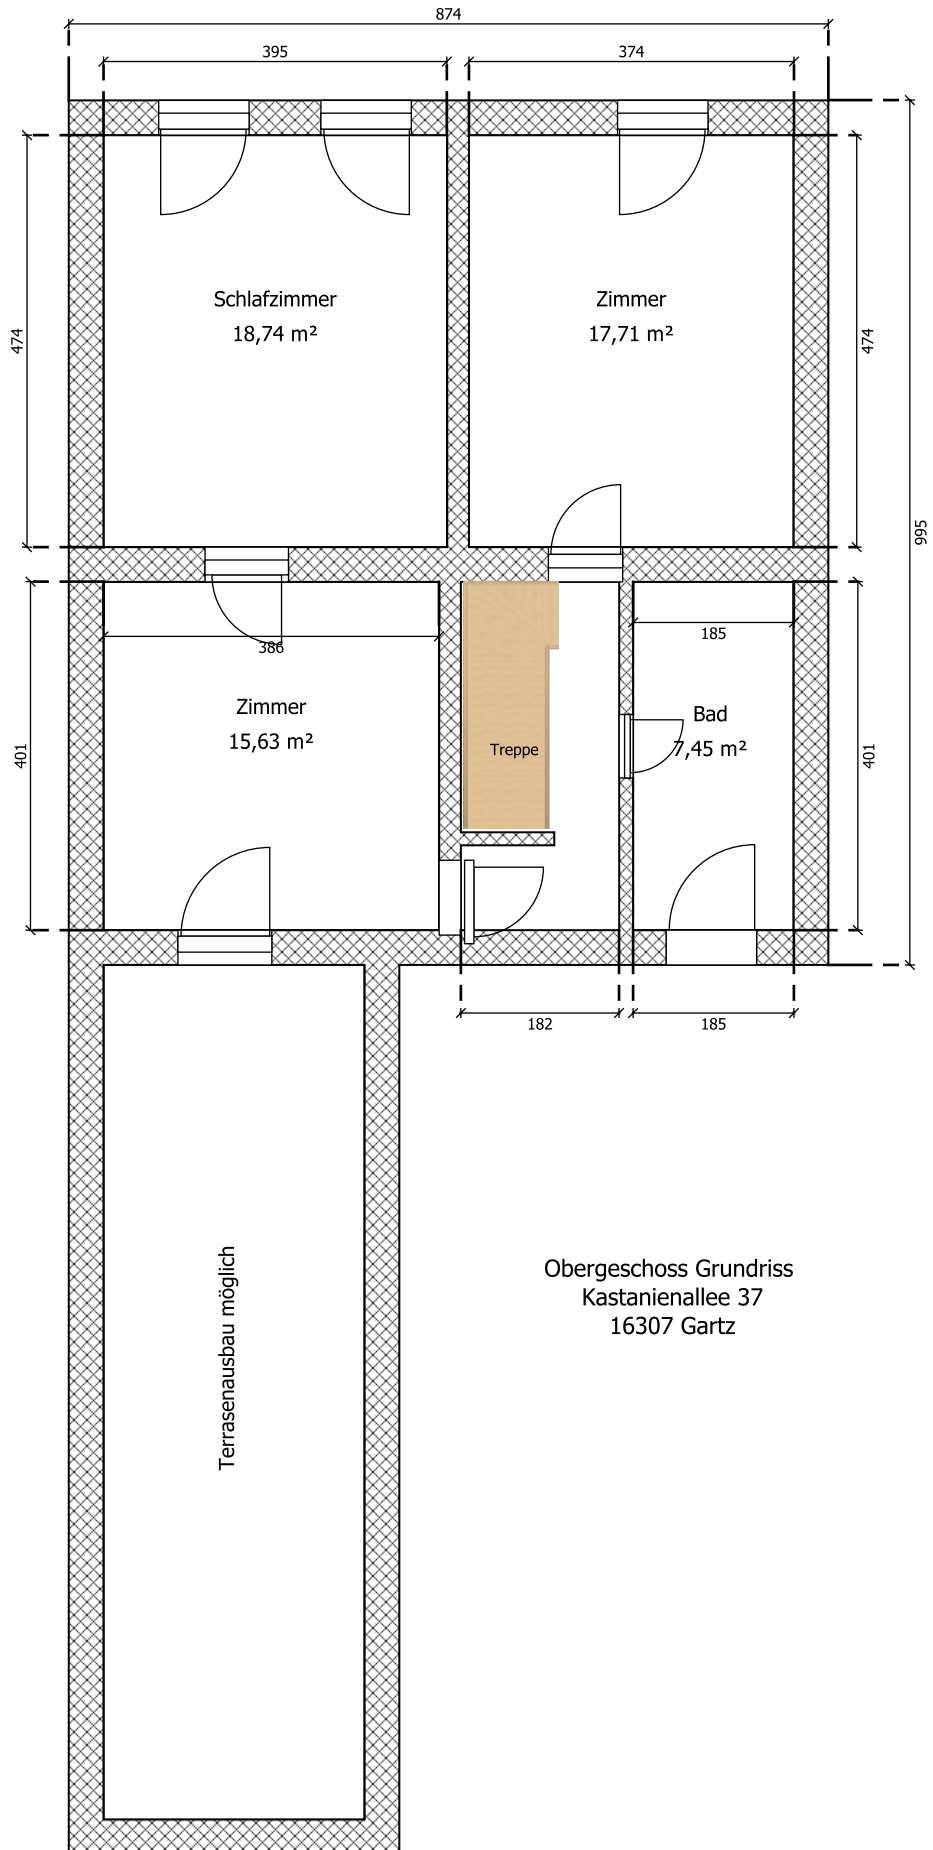 874
395
374
Schlafzimmer
18,74 m²
Zimmer
17,71 m²
474
474
995
386
185
Zimmer
15,63 m²
Treppe
Bad
7,45 m²
401
401
182
185
Terrasenausbau möglich
Obergeschoss Grundriss
Kastanienallee 37
16307 Gartz